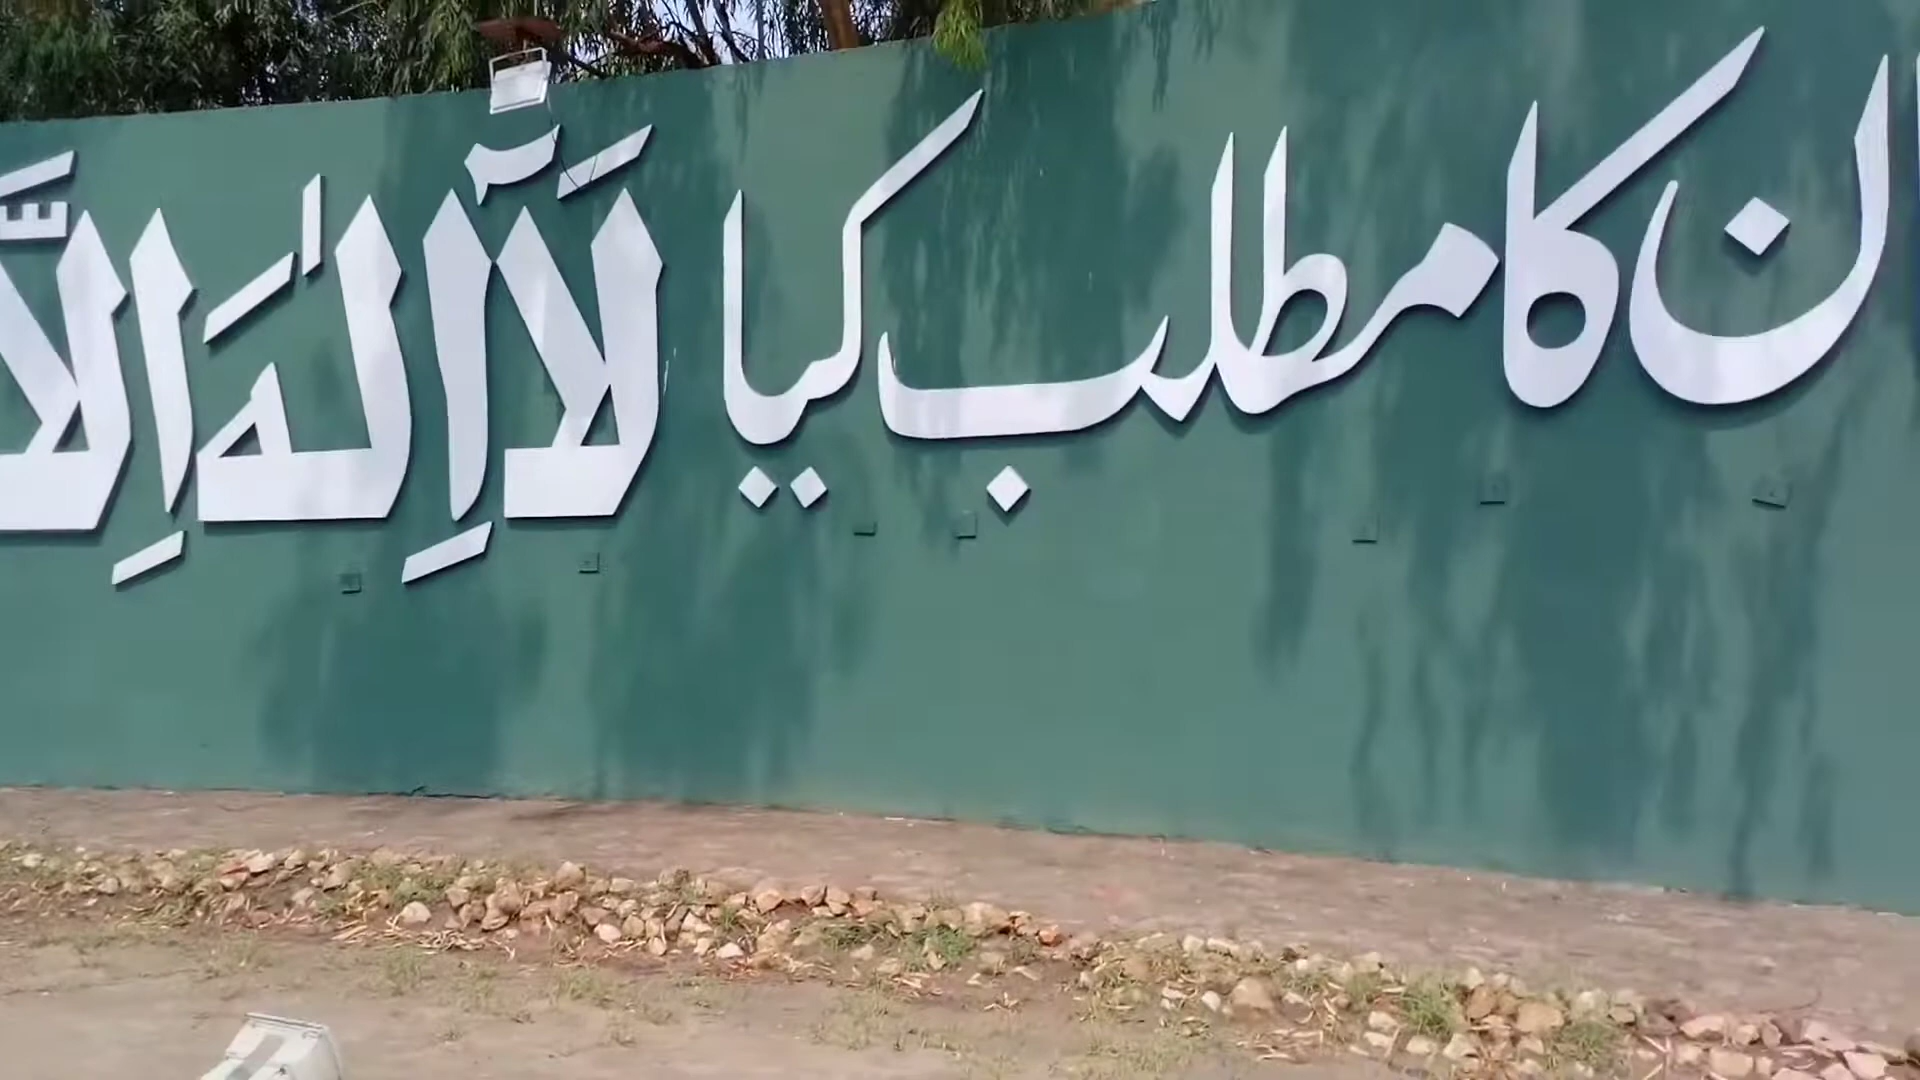 ن کا مطلب کیا لَآ اِلٰهَ اِلَّا